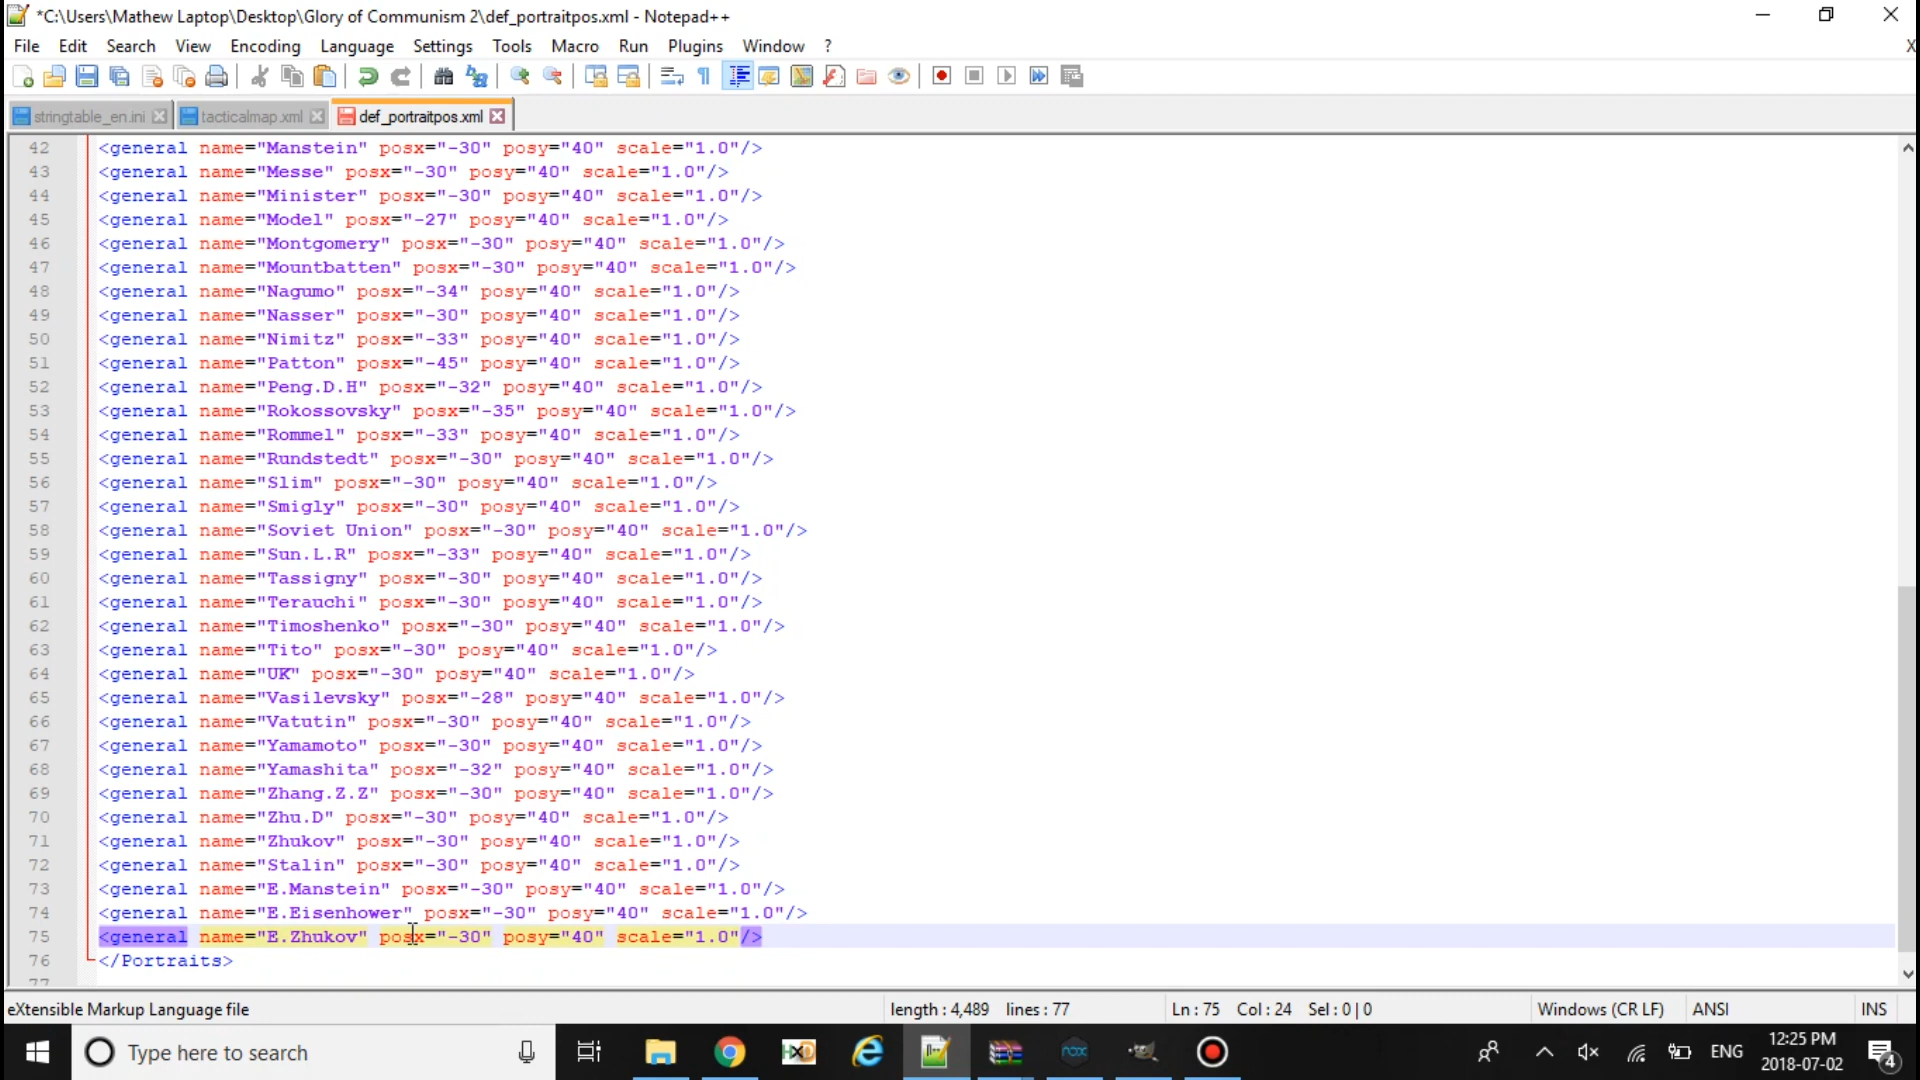 *C:\Users\Mathew Laptop\Desktop\Glory of Communism 2\def_portraitpos.xml - Notepad++
File Edit Search View Encoding Language Settings Tools Macro Run Plugins Window ? X
stringtable_en.ini tacticalmap.xml def_portraitpos.xml
42 <general name="Manstein" posx="-30" posy="40" scale="1.0"/>
43 <general name="Messe" posx="-30" posy="40" scale="1.0"/>
44 <general name="Minister" posx="-30" posy="40" scale="1.0"/>
45 <general name="Model" posx="-27" posy="40" scale="1.0"/>
46 <general name="Montgomery" posx="-30" posy="40" scale="1.0"/>
47 <general name="Mountbatten" posx="-30" posy="40" scale="1.0"/>
48 <general name="Nagumo" posx="-34" posy="40" scale="1.0"/>
49 <general name="Nasser" posx="-30" posy="40" scale="1.0"/>
50 <general name="Nimitz" posx="-33" posy="40" scale="1.0"/>
51 <general name="Patton" posx="-45" posy="40" scale="1.0"/>
52 <general name="Peng.D.H" posx="-32" posy="40" scale="1.0"/>
53 <general name="Rokossovsky" posx="-35" posy="40" scale="1.0"/>
54 <general name="Rommel" posx="-33" posy="40" scale="1.0"/>
55 <general name="Rundstedt" posx="-30" posy="40" scale="1.0"/>
56 <general name="Slim" posx="-30" posy="40" scale="1.0"/>
57 <general name="Smigly" posx="-30" posy="40" scale="1.0"/>
58 <general name="Soviet Union" posx="-30" posy="40" scale="1.0"/>
59 <general name="Sun.L.R" posx="-33" posy="40" scale="1.0"/>
60 <general name="Tassigny" posx="-30" posy="40" scale="1.0"/>
61 <general name="Terauchi" posx="-30" posy="40" scale="1.0"/>
62 <general name="Timoshenko" posx="-30" posy="40" scale="1.0"/>
63 <general name="Tito" posx="-30" posy="40" scale="1.0"/>
64 <general name="UK" posx="-30" posy="40" scale="1.0"/>
65 <general name="Vasilevsky" posx="-28" posy="40" scale="1.0"/>
66 <general name="Vatutin" posx="-30" posy="40" scale="1.0"/>
67 <general name="Yamamoto" posx="-30" posy="40" scale="1.0"/>
68 <general name="Yamashita" posx="-32" posy="40" scale="1.0"/>
69 <general name="Zhang.Z.Z" posx="-30" posy="40" scale="1.0"/>
70 <general name="Zhu.D" posx="-30" posy="40" scale="1.0"/>
71 <general name="Zhukov" posx="-30" posy="40" scale="1.0"/>
72 <general name="Stalin" posx="-30" posy="40" scale="1.0"/>
73 <general name="E.Manstein" posx="-30" posy="40" scale="1.0"/>
74 <general name="E.Eisenhower" posx="-30" posy="40" scale="1.0"/>
75 <general name="E.Zhukov" posx="-30" posy="40" scale="1.0"/>
76 </Portraits>
77
eXtensible Markup Language file length : 4,489 lines : 77 Ln : 75 Col : 24 Sel : 0 | 0 Windows (CR LF) ANSI INS
Type here to search HXD nox ENG 12:25 PM
2018-07-02 4